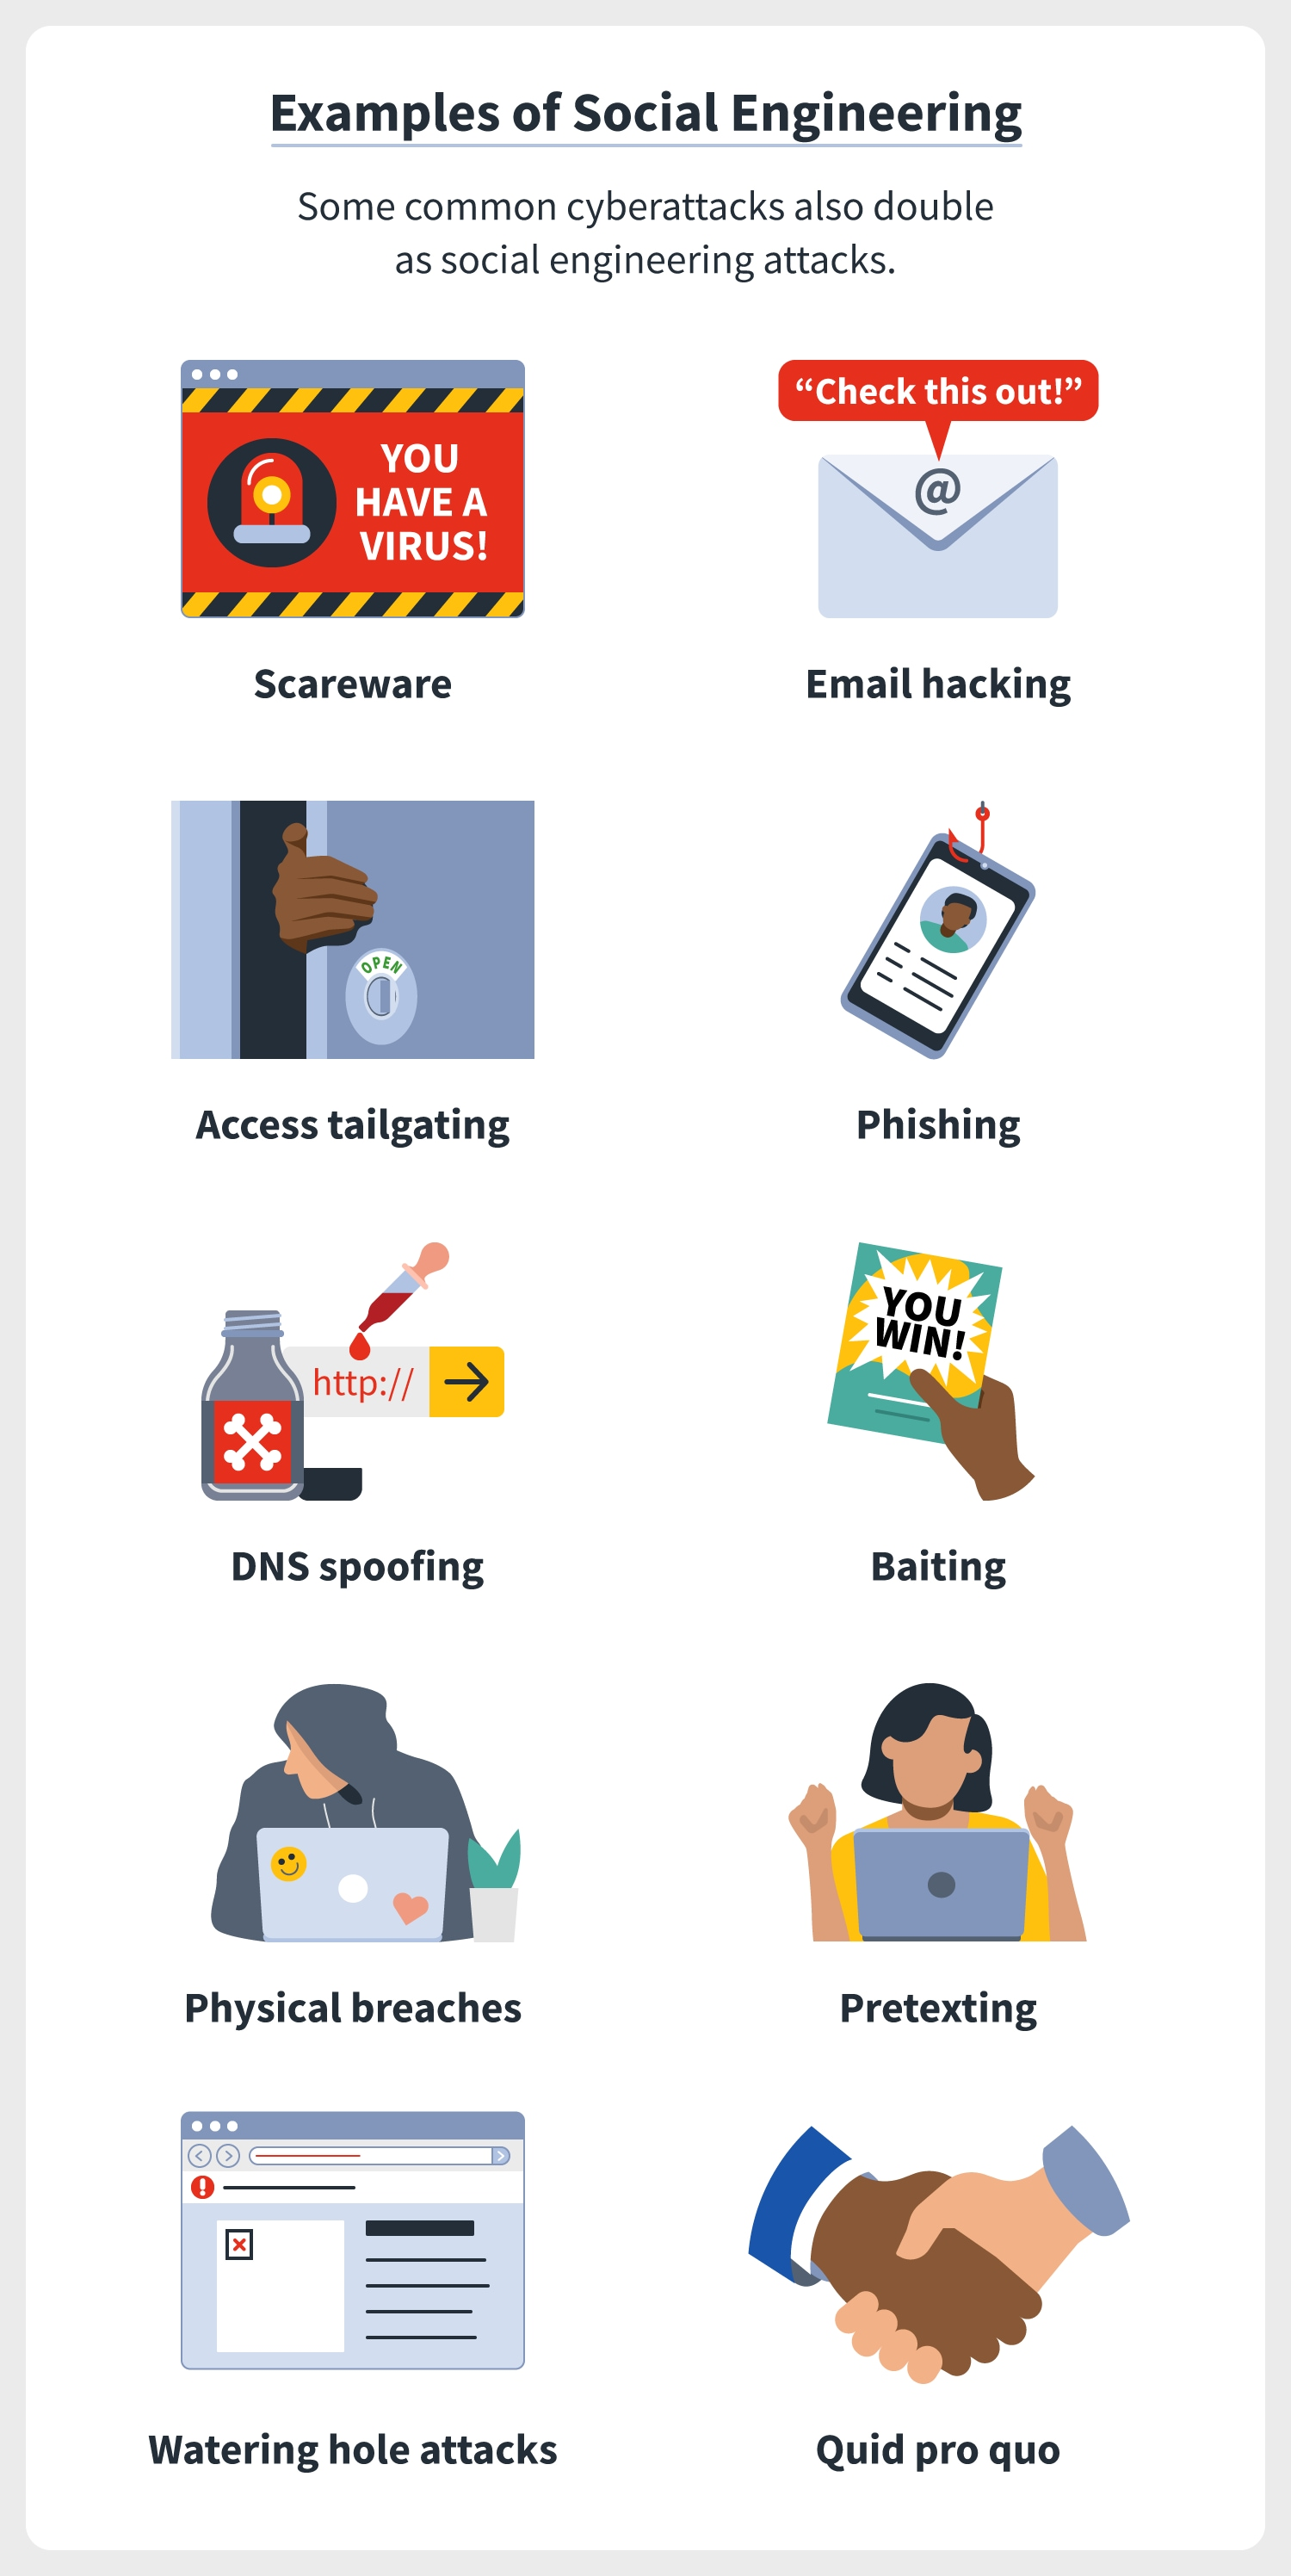 Examples of Social Engineering
Some common cyberattacks also double
as social engineering attacks.
YOU
HAVE A
VIRUS!
“Check this out!”
@
Scareware
Email hacking
OPEN
Access tailgating
Phishing
http://
YOU
WIN!
DNS spoofing
Baiting
Physical breaches
Pretexting
Watering hole attacks
Quid pro quo